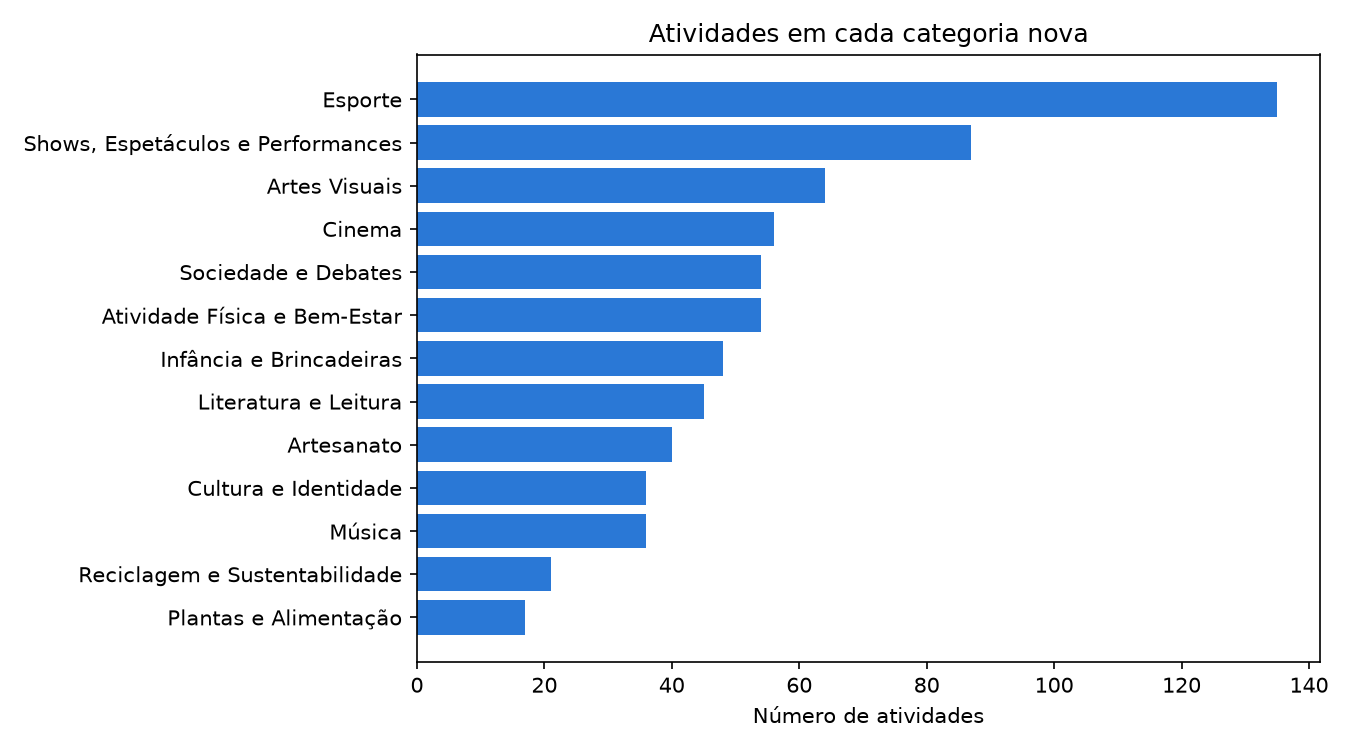 Atividades em cada categoria nova
Esporte
Shows, Espetáculos e Performances
Artes Visuais
Cinema
Sociedade e Debates
Atividade Física e Bem-Estar
Infância e Brincadeiras
Literatura e Leitura
Artesanato
Cultura e Identidade
Música
Reciclagem e Sustentabilidade
Plantas e Alimentação
0 20 40 60 80 100 120 140
Número de atividades